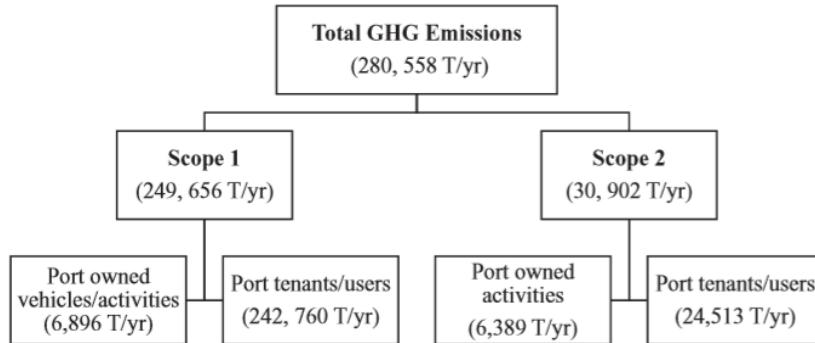 Total GHG Emissions
(280, 558 T/yr)
Scope 1
(249, 656 T/yr)
Scope 2
(30, 902 T/yr)
Port owned
vehicles/activities
(6,896 T/yr)
Port tenants/users
(242, 760 T/yr)
Port owned
activities
(6,389 T/yr)
Port tenants/users
(24,513 T/yr)